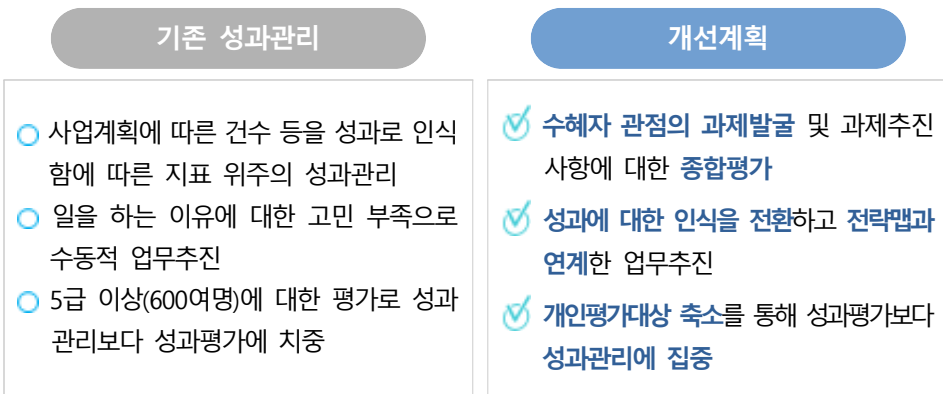 기존 성과관리
사업계획에 따른 건수 등을 성과로 인식
함에 따른 지표 위주의 성과관리
일을 하는 이유에 대한 고민 부족으로
수동적 업무추진
5급 이상(600여명)에 대한 평가로 성과
관리보다 성과평가에 치중
개선계획
수혜자 관점의 과제발굴 및 과제추진
사항에 대한 종합평가
성과에 대한 인식을 전환하고 전략맵과
연계한 업무추진
개인평가대상 축소를 통해 성과평가보다
성과관리에 집중